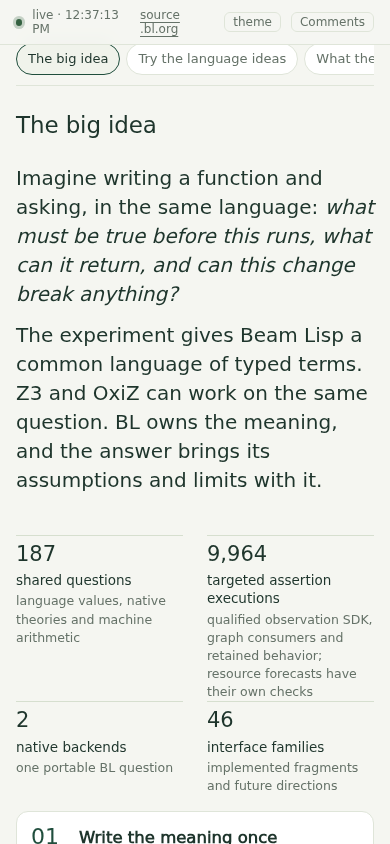 live · 12:37:13 PM
source.bl.org
theme
Comments
The big idea
Try the language ideas
What the
The big idea
Imagine writing a function and
asking, in the same language: what
must be true before this runs, what
can it return, and can this change
break anything?
The experiment gives Beam Lisp a
common language of typed terms.
Z3 and OxiZ can work on the same
question. BL owns the meaning,
and the answer brings its
assumptions and limits with it.
187
shared questions
language values, native
theories and machine
arithmetic
9,964
targeted assertion
executions
qualified observation SDK,
graph consumers and
retained behavior;
resource forecasts have
their own checks
2
native backends
one portable BL question
46
interface families
implemented fragments
and future directions
01 Write the meaning once